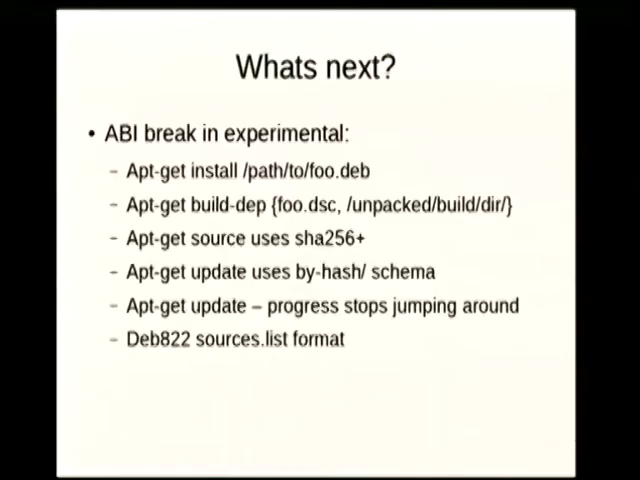 Whats next?
• ABI break in experimental:
– Apt-get install /path/to/foo.deb
– Apt-get build-dep {foo.dsc, /unpacked/build/dir/}
– Apt-get source uses sha256+
– Apt-get update uses by-hash/ schema
– Apt-get update – progress stops jumping around
– Deb822 sources.list format